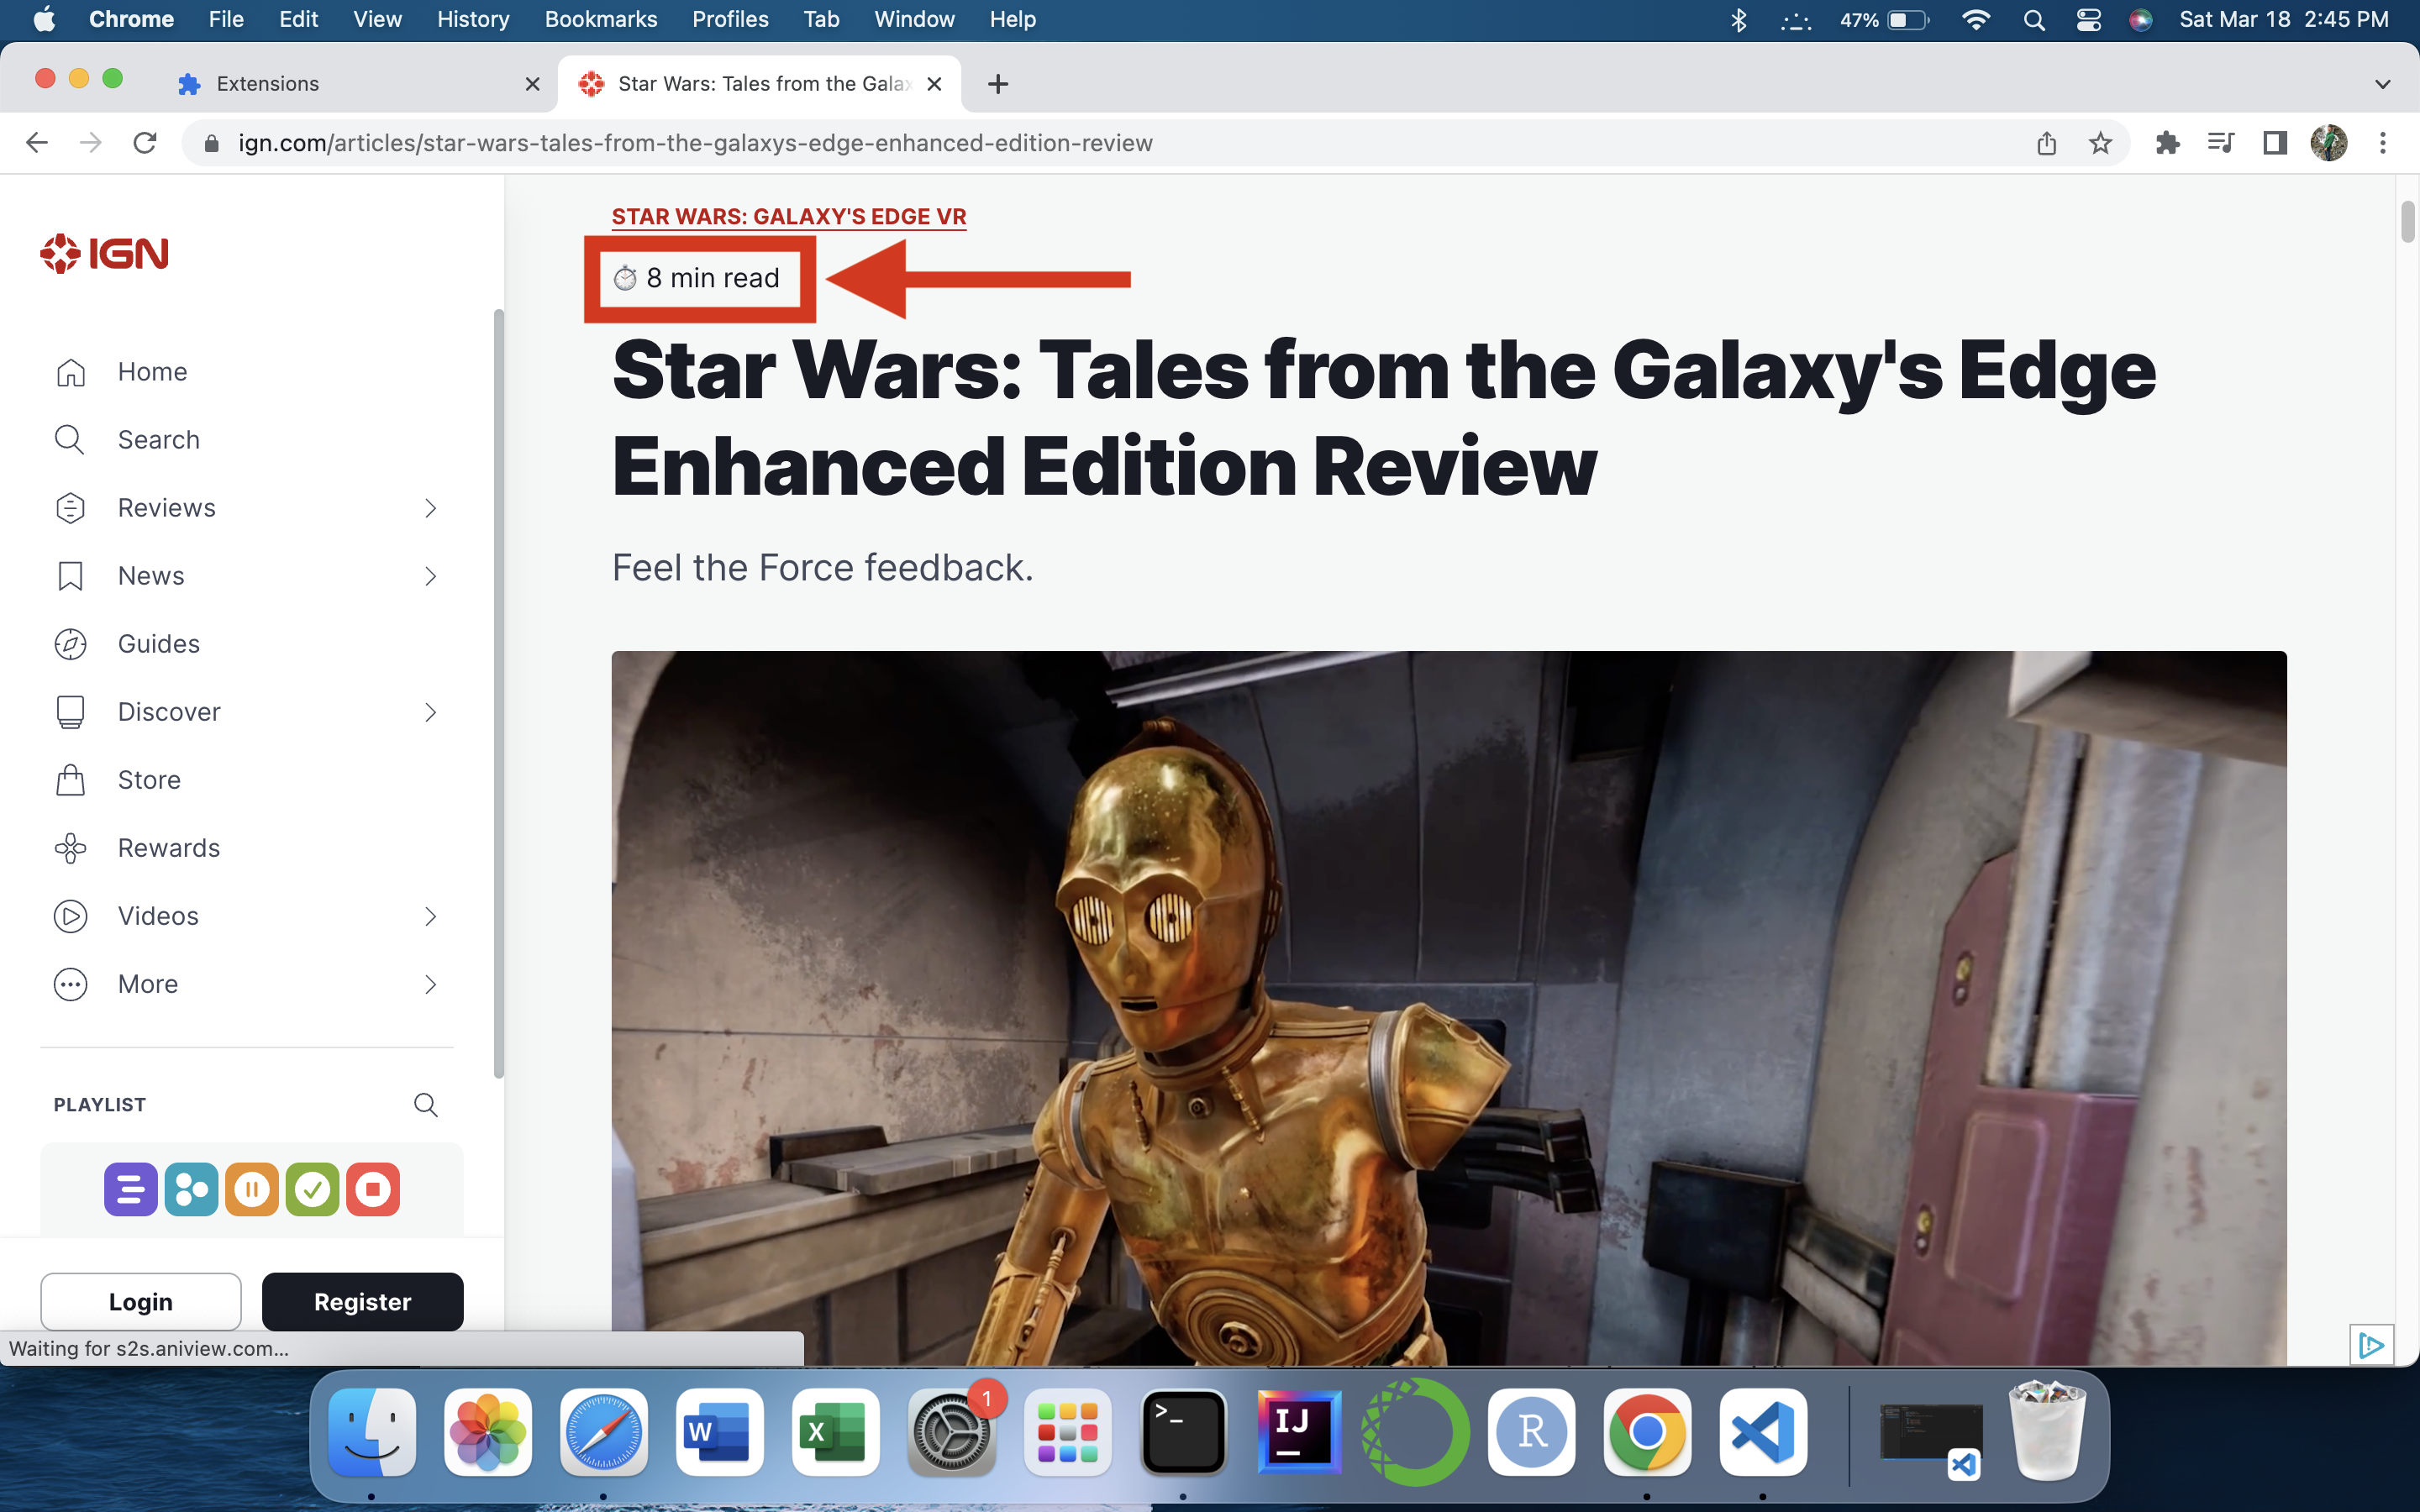 Chrome File Edit View History Bookmarks Profiles Tab Window Help 47% Sat Mar 18 2:45 PM
Extensions
Star Wars: Tales from the Galax
ign.com/articles/star-wars-tales-from-the-galaxys-edge-enhanced-edition-review
IGN
Home
Search
Reviews
News
Guides
Discover
Store
Rewards
Videos
More
PLAYLIST
Login
Register
Waiting for s2s.aniview.com...
STAR WARS: GALAXY'S EDGE VR
⏱ 8 min read
Star Wars: Tales from the Galaxy's Edge
Enhanced Edition Review
Feel the Force feedback.
W
X
1
>_
IJ
R